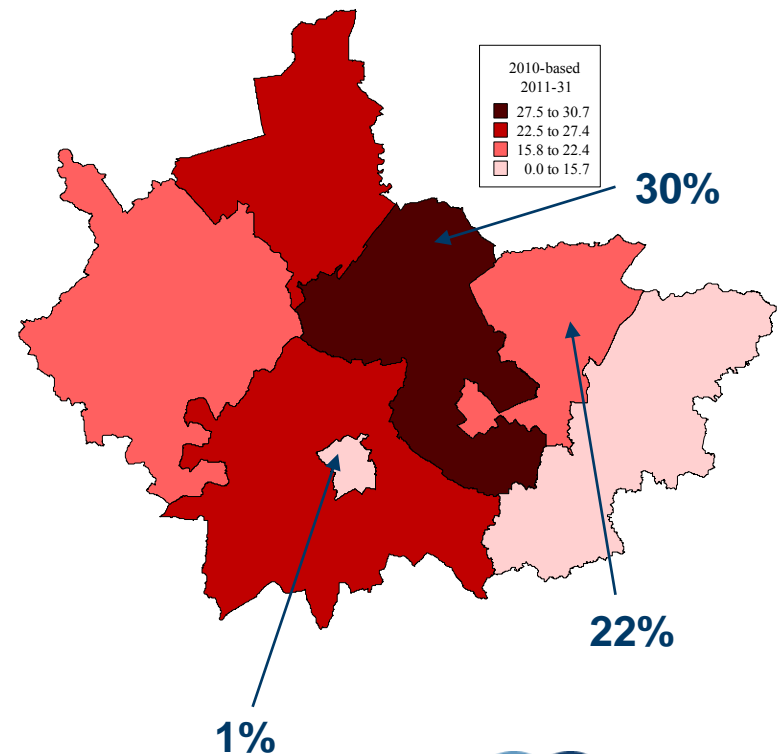 2010-based
2011-31
27.5 to 30.7
22.5 to 27.4
15.8 to 22.4
0.0 to 15.7
30%
22%
1%